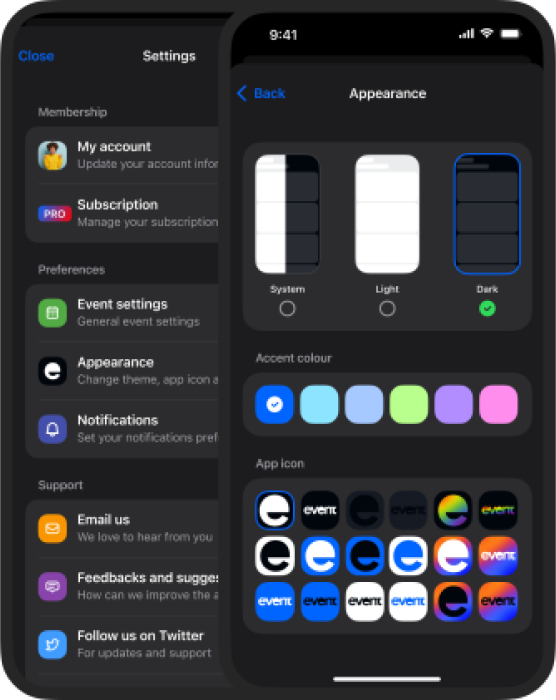 Close
Settings
Membership
My account
Update your account infor
PRO
Subscription
Manage your subscription
Preferences
Event settings
General event settings
Appearance
Change theme, app icon a
Notifications
Set your notifications pref
Support
Email us
We love to hear from you
Feedbacks and sugges
How can we improve the a
Follow us on Twitter
For updates and support
9:41
Back
Appearance
System
Light
Dark
Accent colour
App icon
event event event
event
event event event event event